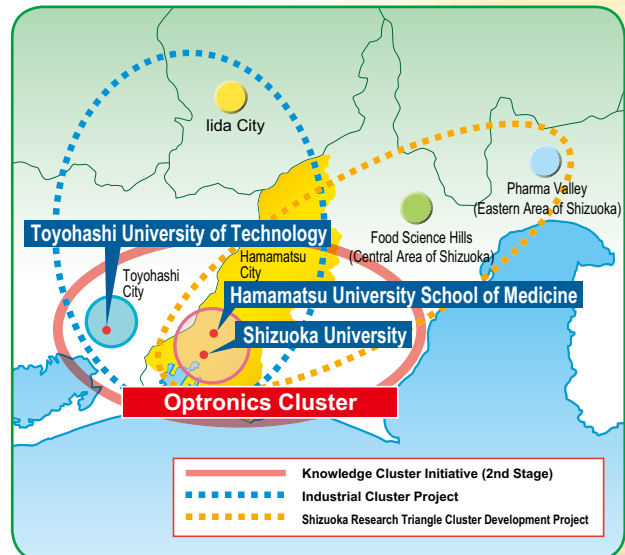 Iida City
Pharma Valley
(Eastern Area of Shizuoka)
Food Science Hills
(Central Area of Shizuoka)
Toyohashi University of Technology
Toyohashi
City
Hamamatsu
City
Hamamatsu University School of Medicine
Shizuoka University
Optronics Cluster
Knowledge Cluster Initiative (2nd Stage)
Industrial Cluster Project
Shizuoka Research Triangle Cluster Development Project